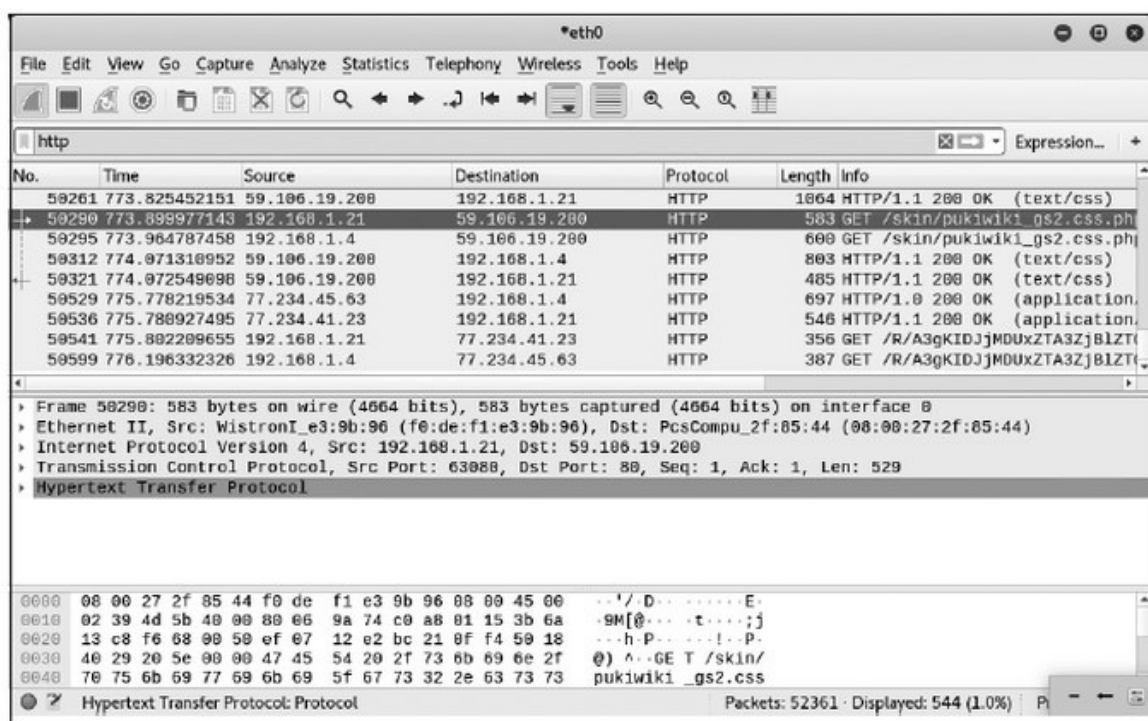 *eth0
File Edit View Go Capture Analyze Statistics Telephony Wireless Tools Help
http Expression... +
No. Time Source Destination Protocol Length Info
50261 773.825452151 59.106.19.200 192.168.1.21 HTTP 1064 HTTP/1.1 200 OK (text/css)
50290 773.899977143 192.168.1.21 59.106.19.200 HTTP 583 GET /skin/pukiwiki_gs2.css.ph
50295 773.964787458 192.168.1.4 59.106.19.200 HTTP 600 GET /skin/pukiwiki_gs2.css.ph
50312 774.071310952 59.106.19.200 192.168.1.4 HTTP 803 HTTP/1.1 200 OK (text/css)
50321 774.072549098 59.106.19.200 192.168.1.21 HTTP 485 HTTP/1.1 200 OK (text/css)
50529 775.778219534 77.234.45.63 192.168.1.4 HTTP 697 HTTP/1.0 200 OK (application
50536 775.780927495 77.234.41.23 192.168.1.21 HTTP 546 HTTP/1.1 200 OK (application
50541 775.802209655 192.168.1.21 77.234.41.23 HTTP 356 GET /R/A3gKIDJjMDUxZTA3ZjBlZT
50599 776.196332326 192.168.1.4 77.234.45.63 HTTP 387 GET /R/A3gKIDJjMDUxZTA3ZjBlZT
Frame 50290: 583 bytes on wire (4664 bits), 583 bytes captured (4664 bits) on interface 0
Ethernet II, Src: WistronI_e3:9b:96 (f0:de:f1:e3:9b:96), Dst: PcsCompu_2f:85:44 (08:00:27:2f:85:44)
Internet Protocol Version 4, Src: 192.168.1.21, Dst: 59.106.19.200
Transmission Control Protocol, Src Port: 63080, Dst Port: 80, Seq: 1, Ack: 1, Len: 529
Hypertext Transfer Protocol
0000 08 00 27 2f 85 44 f0 de f1 e3 9b 96 08 00 45 00 ··'/·D·· ······E·
0010 02 39 4d 5b 40 00 80 06 9a 74 c0 a8 01 15 3b 6a ·9M[@··· ·t····;j
0020 13 c8 f6 68 00 50 ef 07 12 e2 bc 21 0f f4 50 18 ···h·P·· ···!··P·
0030 40 29 20 5e 00 00 47 45 54 20 2f 73 6b 69 6e 2f @) ^··GE T /skin/
0040 70 75 6b 69 77 69 6b 69 5f 67 73 32 2e 63 73 73 pukiwiki _gs2.css
Hypertext Transfer Protocol: Protocol Packets: 52361 · Displayed: 544 (1.0%)